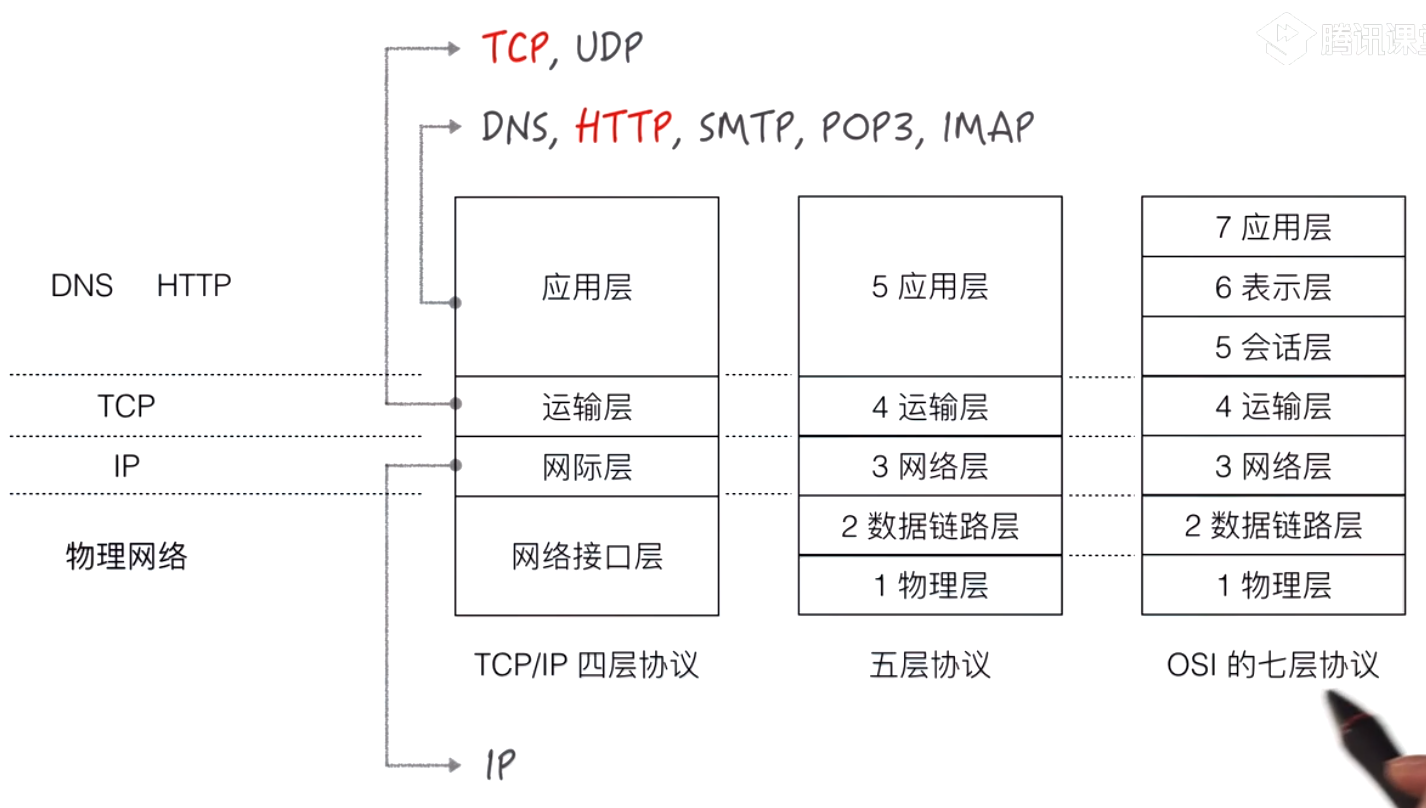 腾讯课堂
TCP, UDP
DNS, HTTP, SMTP, POP3, IMAP
DNS HTTP
TCP
IP
物理网络
应用层
运输层
网际层
网络接口层
TCP/IP 四层协议
5 应用层
4 运输层
3 网络层
2 数据链路层
1 物理层
五层协议
7 应用层
6 表示层
5 会话层
4 运输层
3 网络层
2 数据链路层
1 物理层
OSI 的七层协议
IP